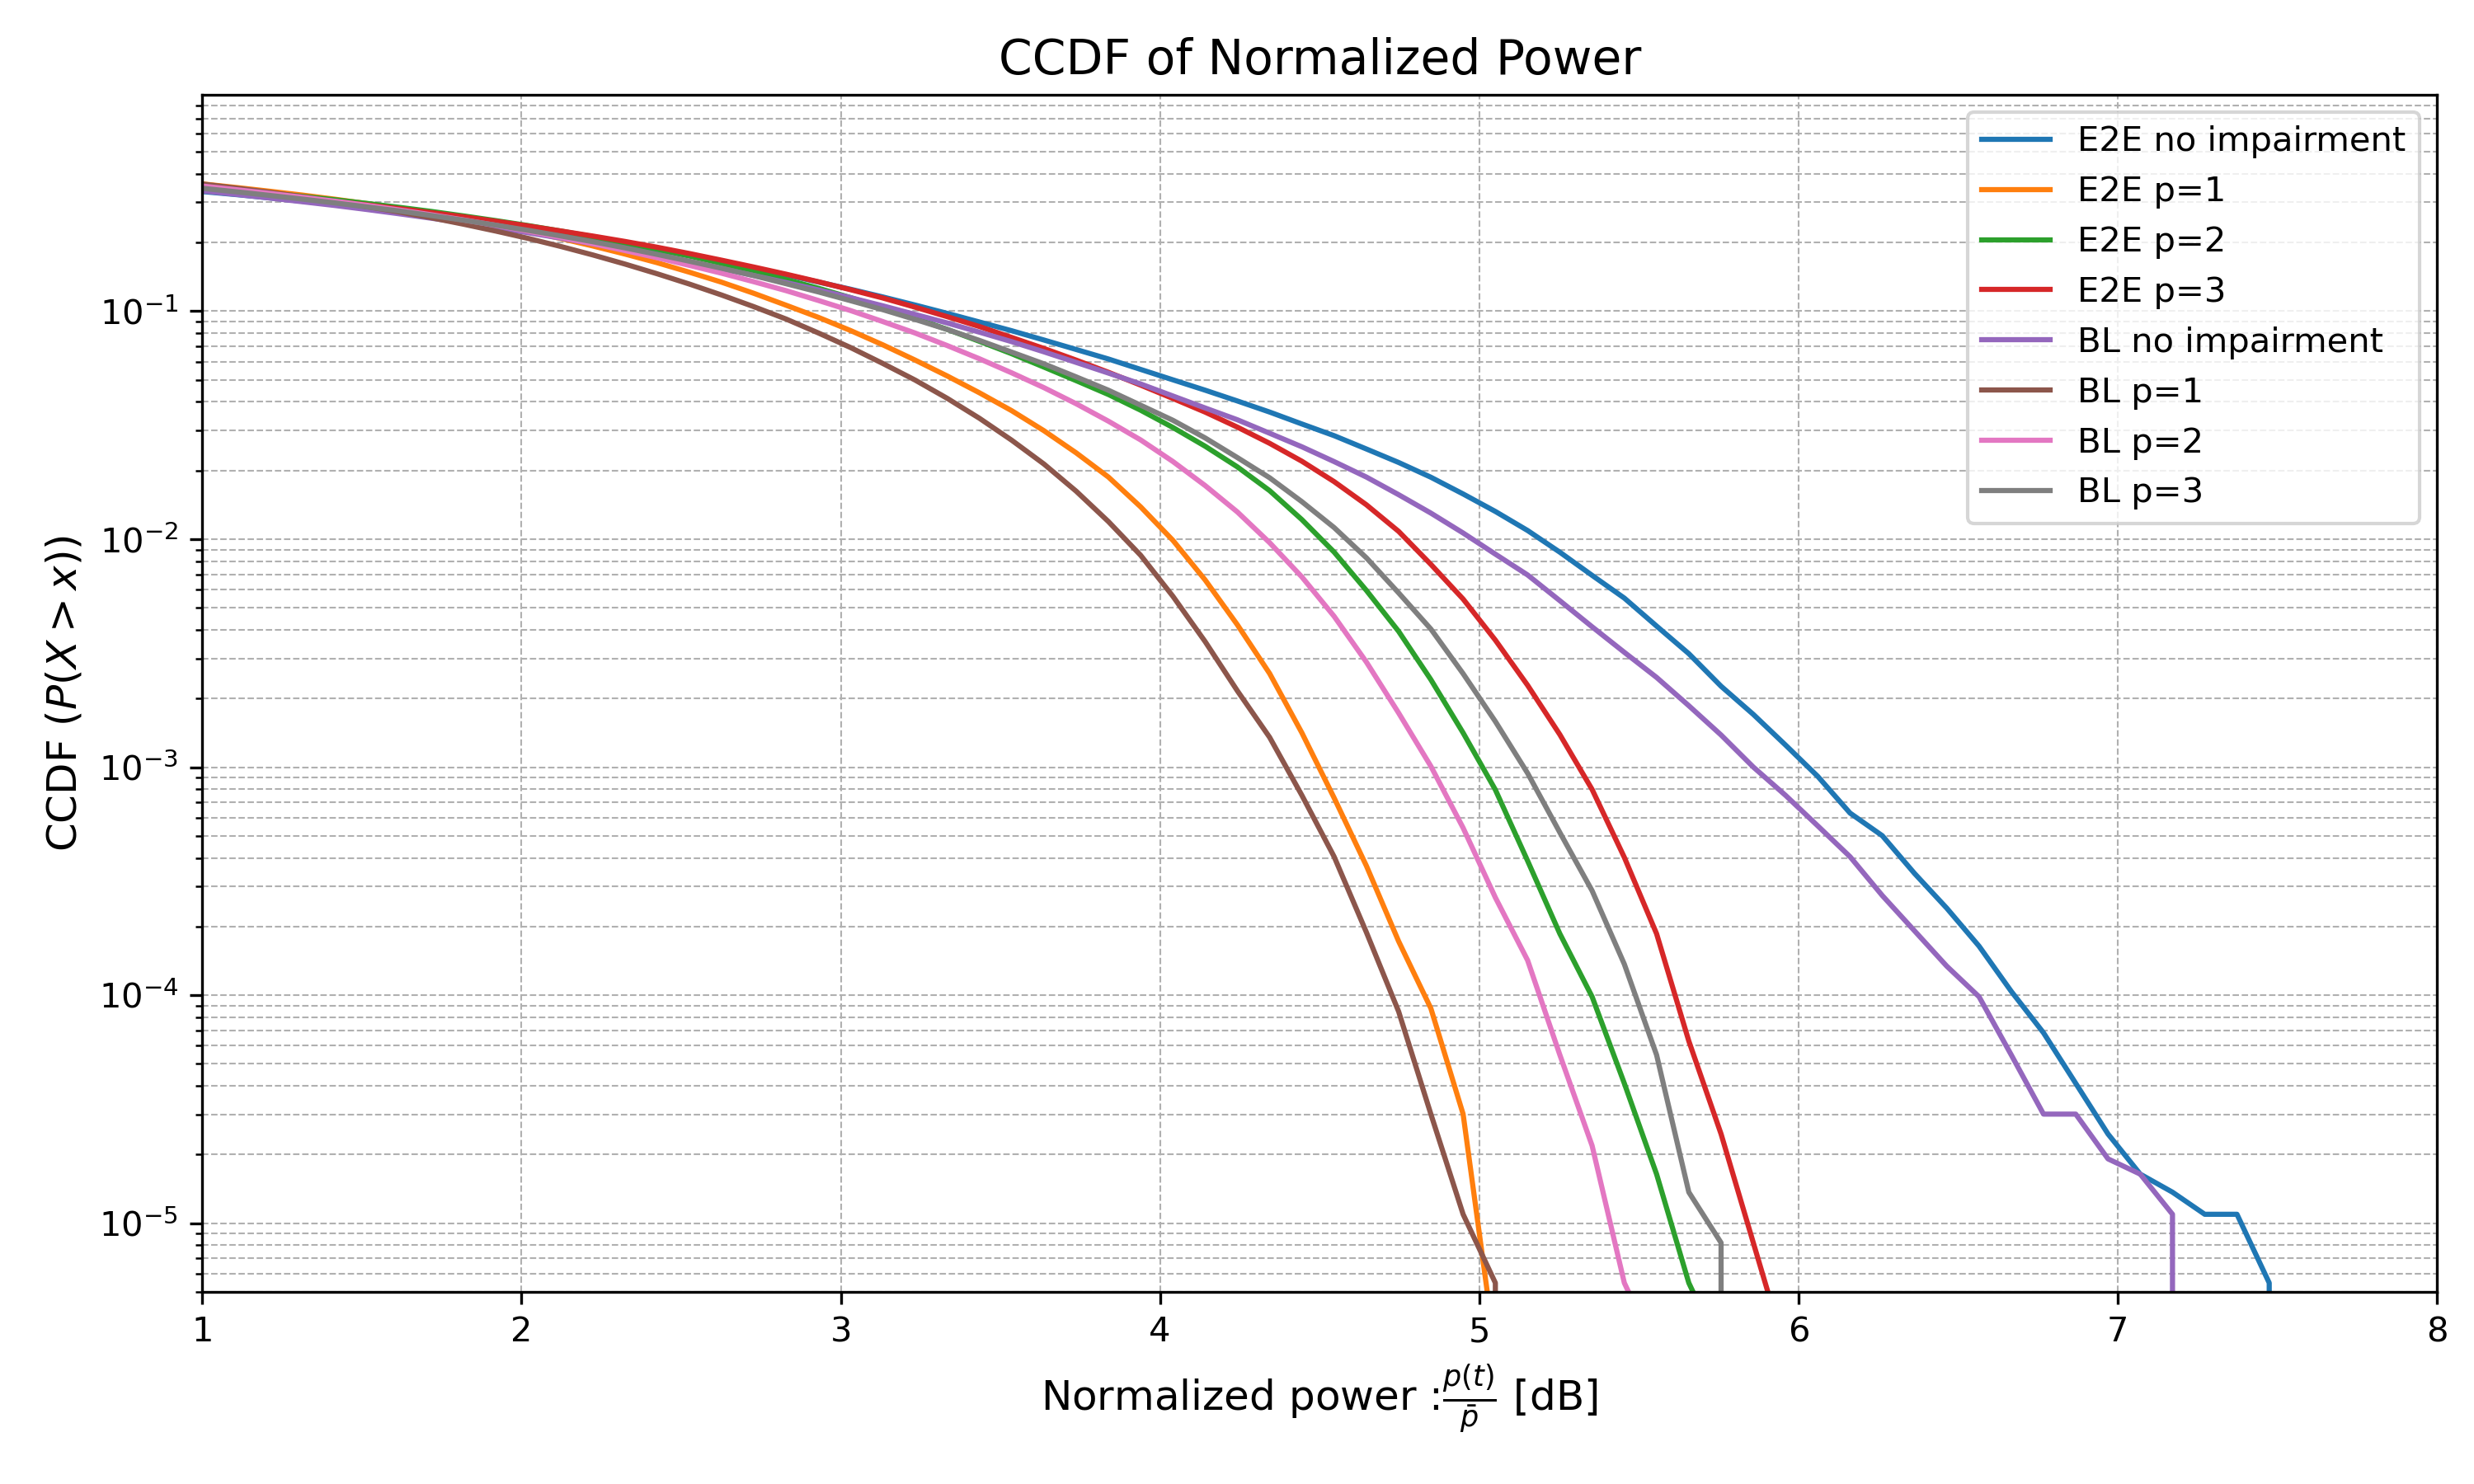 CCDF of Normalized Power
E2E no impairment
E2E p=1
E2E p=2
E2E p=3
BL no impairment
BL p=1
BL p=2
BL p=3
CCDF (P(X > x))
10⁻¹
10⁻²
10⁻³
10⁻⁴
10⁻⁵
1 2 3 4 5 6 7 8
Normalized power :p(t)/p̄ [dB]